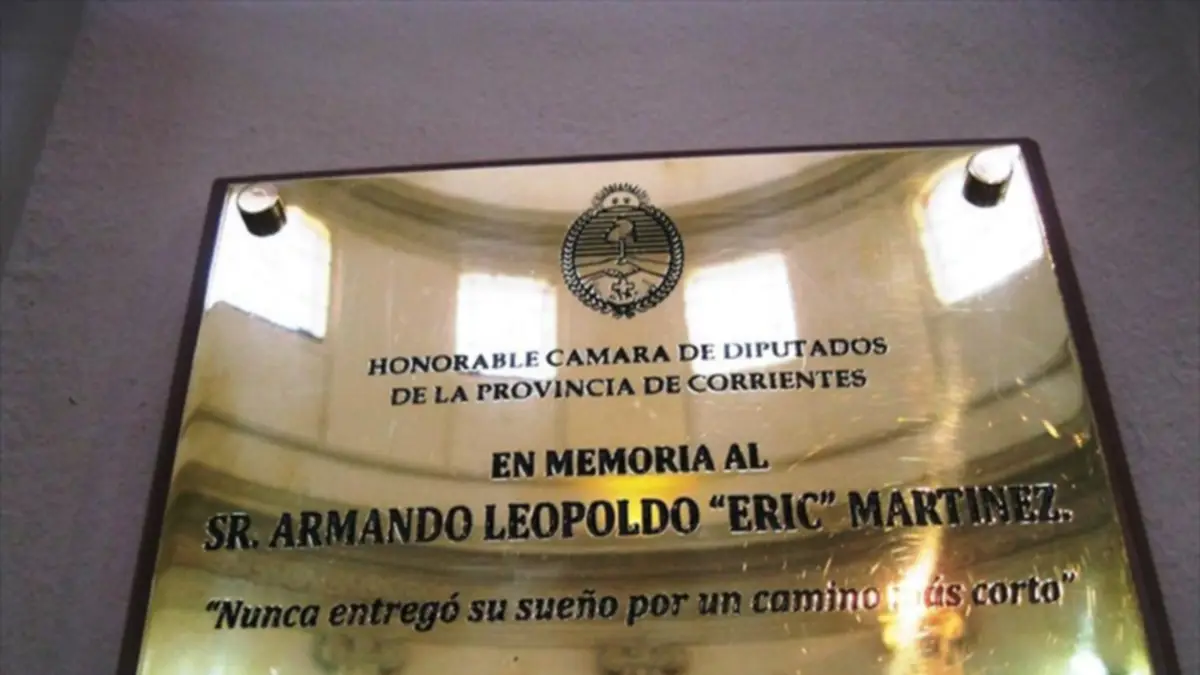 HONORABLE CAMARA DE DIPUTADOS
DE LA PROVINCIA DE CORRIENTES
EN MEMORIA AL
SR. ARMANDO LEOPOLDO “ERIC” MARTINEZ.
“Nunca entregó su sueño por un camino más corto”